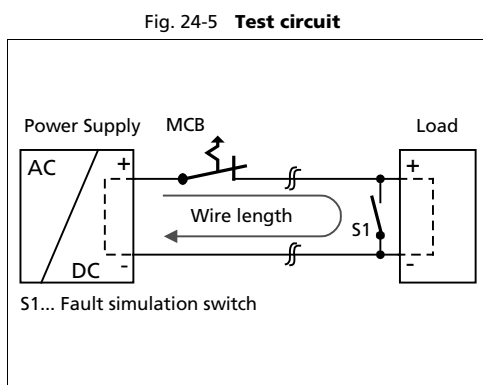 Fig. 24-5 Test circuit
Power Supply
MCB
Load
AC
+
+
Wire length
S1
DC
-
-
S1... Fault simulation switch